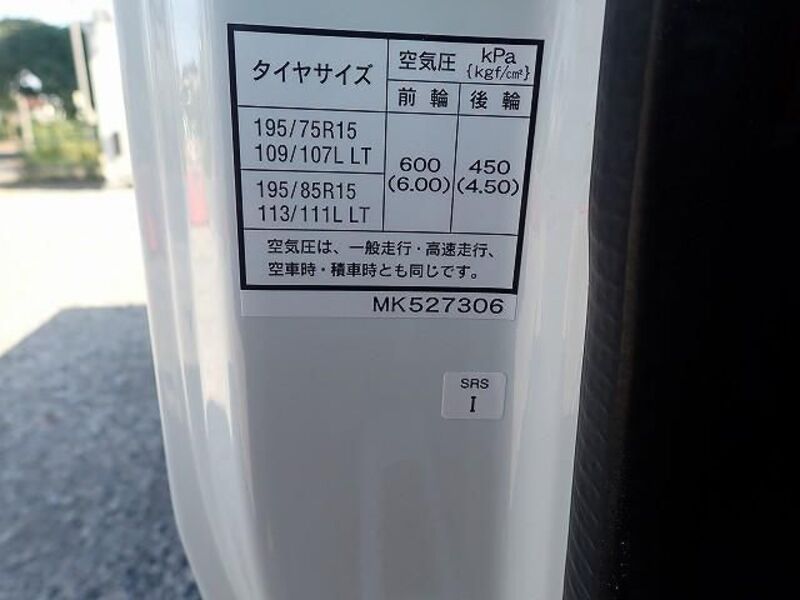 タイヤサイズ
空気圧 kPa
{kgf/cm²}
前輪 後輪
195/75R15
109/107L LT
195/85R15
113/111L LT
600 450
(6.00) (4.50)
空気圧は、一般走行・高速走行、
空車時・積車時とも同じです。
MK527306
SRS
I